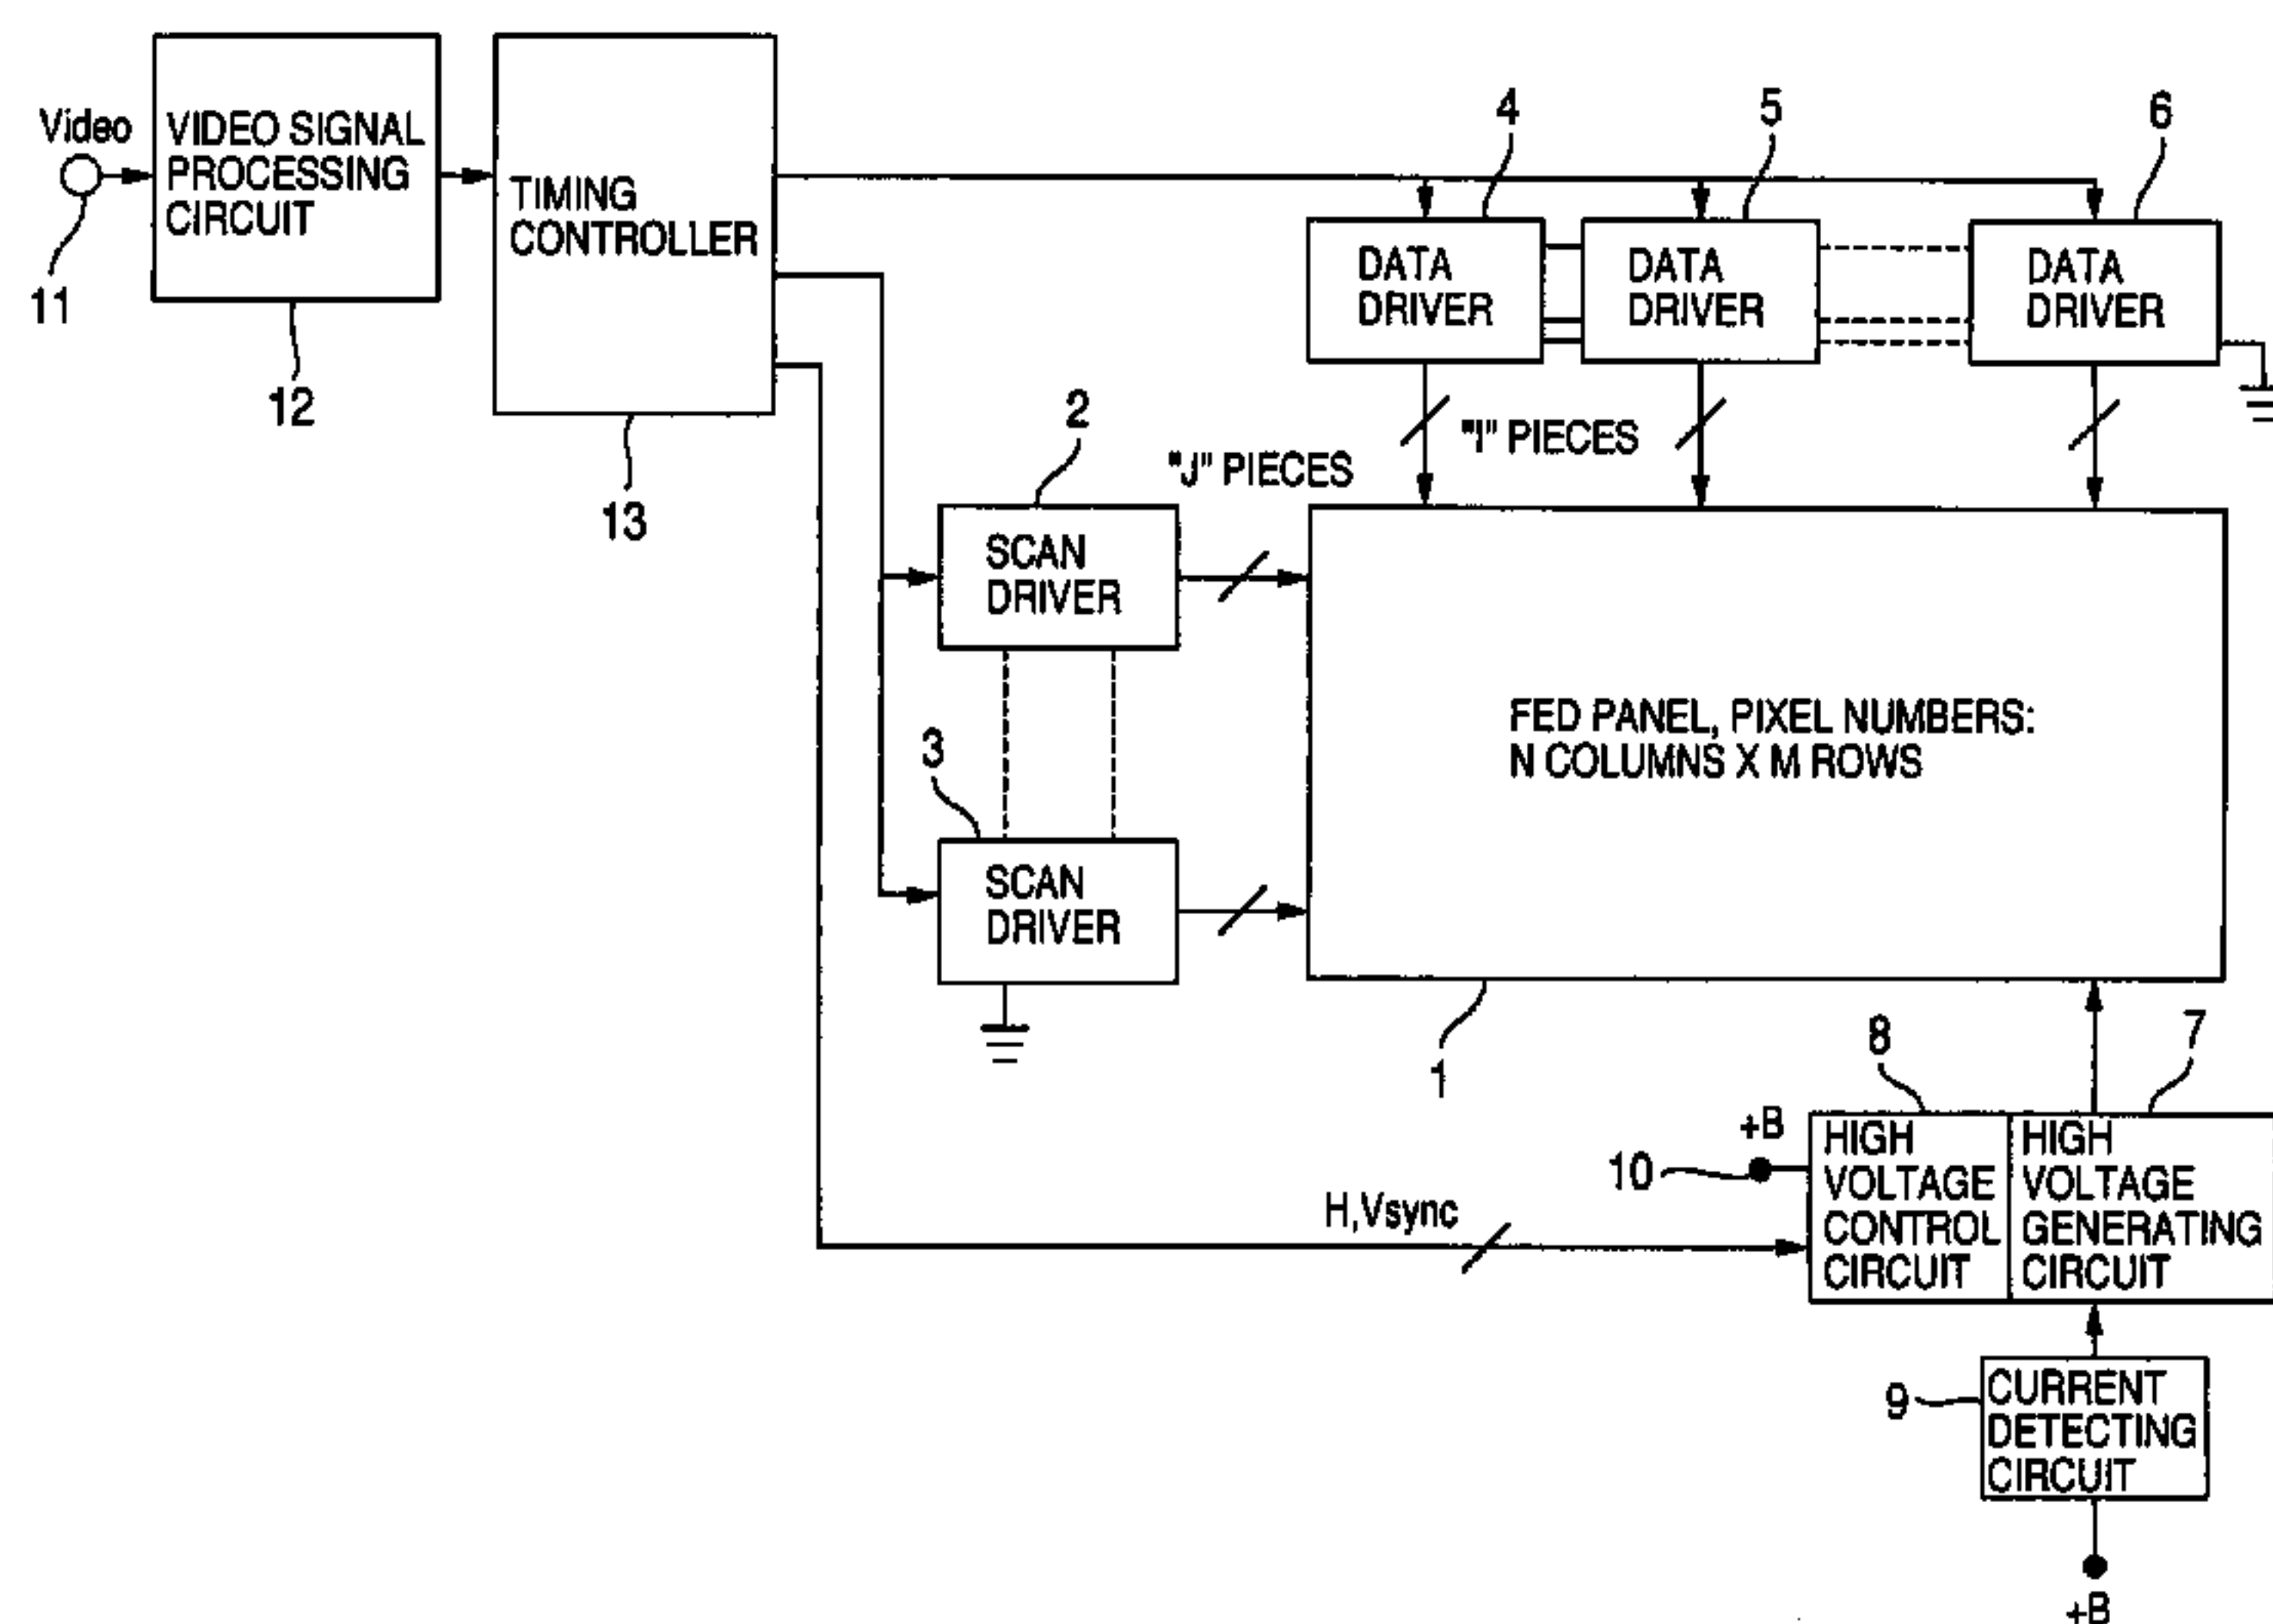 Video
11
VIDEO SIGNAL
PROCESSING
CIRCUIT
12
TIMING
CONTROLLER
13
4
5
6
DATA
DRIVER
DATA
DRIVER
DATA
DRIVER
"J" PIECES
"I" PIECES
2
SCAN
DRIVER
3
SCAN
DRIVER
FED PANEL, PIXEL NUMBERS:
N COLUMNS X M ROWS
1
8
7
+B
10
H,Vsync
HIGH
VOLTAGE
CONTROL
CIRCUIT
HIGH
VOLTAGE
GENERATING
CIRCUIT
9
CURRENT
DETECTING
CIRCUIT
+B